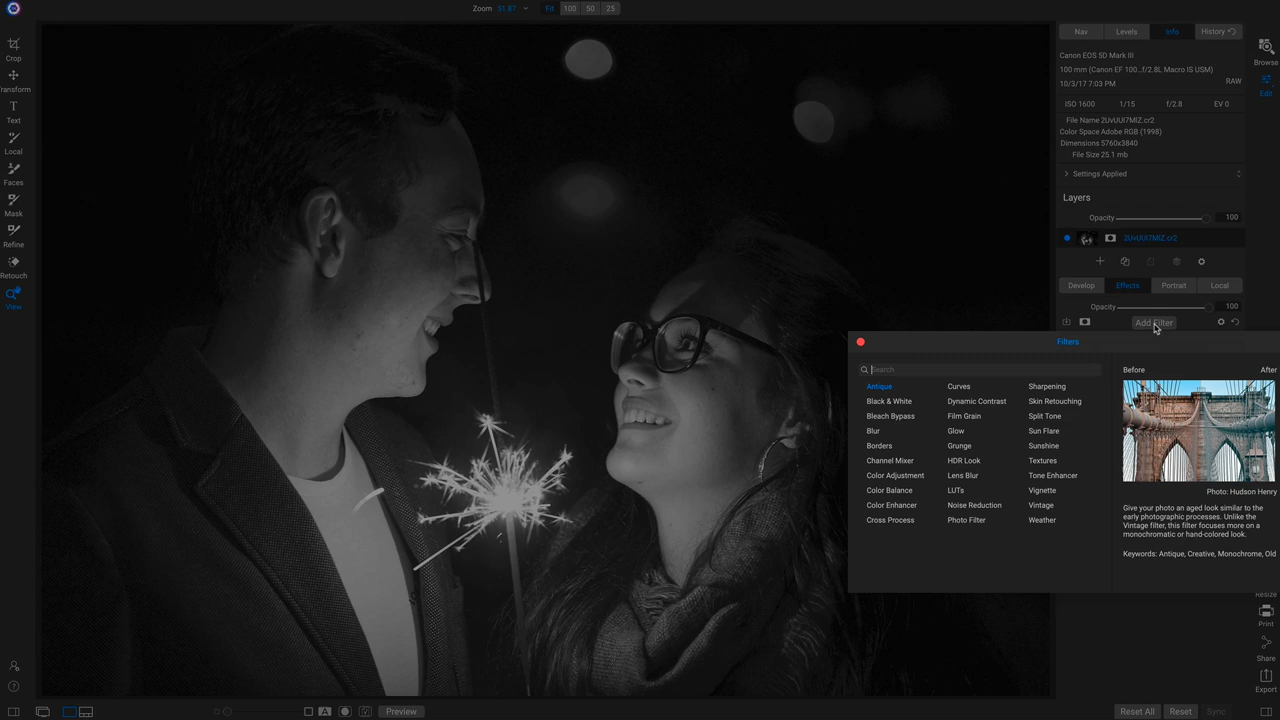 Zoom 51.87 Fit 100 50 25
Crop
Transform
Text
Local
Faces
Mask
Refine
Retouch
View
Nav Levels Info History
Canon EOS 5D Mark III
100 mm (Canon EF 100...f/2.8L Macro IS USM)
10/3/17 7:03 PM RAW
ISO 1600 1/15 f/2.8 EV 0
File Name 2UvUUI7MIZ.cr2
Color Space Adobe RGB (1998)
Dimensions 5760x3840
File Size 25.1 mb
Settings Applied
Layers
Opacity 100
2UvUUI7MIZ.cr2
Develop Effects Portrait Local
Opacity 100
Add Filter
Filters
Search
Antique
Black & White
Bleach Bypass
Blur
Borders
Channel Mixer
Color Adjustment
Color Balance
Color Enhancer
Cross Process
Curves
Dynamic Contrast
Film Grain
Glow
Grunge
HDR Look
Lens Blur
LUTs
Noise Reduction
Photo Filter
Sharpening
Skin Retouching
Split Tone
Sun Flare
Sunshine
Textures
Tone Enhancer
Vignette
Vintage
Weather
Before After
Photo: Hudson Henry
Give your photo an aged look similar to the
early photographic processes. Unlike the
Vintage filter, this filter focuses more on a
monochromatic or hand-colored look.
Keywords: Antique, Creative, Monochrome, Old
Browse
Edit
Resize
Print
Share
Export
A
Preview
Reset All Reset Sync